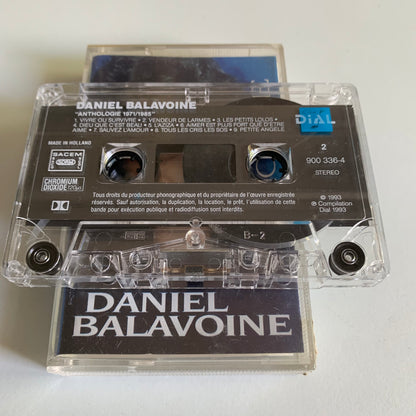 DANIEL BALAVOINE
"ANTHOLOGIE 1971/1985"
1. VIVRE OU SURVIVRE • 2. VENDEUR DE LARMES • 3. LES PETITS LOLOS •
4. DIEU QUE C'EST BEAU • 5. L'AZIZA • 6. AIMER EST PLUS FORT QUE D'ETRE
AIME • 7. SAUVEZ L'AMOUR • 8. TOUS LES CRIS LES SOS • 9. PETITE ANGELE
DiAL
MADE IN HOLLAND
2
900 336-4
STEREO
SACEM
CHROMIUM
DIOXIDE
Tous droits du producteur phonographique et du propriétaire de l'œuvre enregistrée
réservés. Sauf autorisation, la duplication, la location, le prêt, l'utilisation de cette
bande pour exécution publique et radiodiffusion sont interdits.
℗ 1993
℗ Compilation
Dial 1993
B-2
DANIEL
BALAVOINE